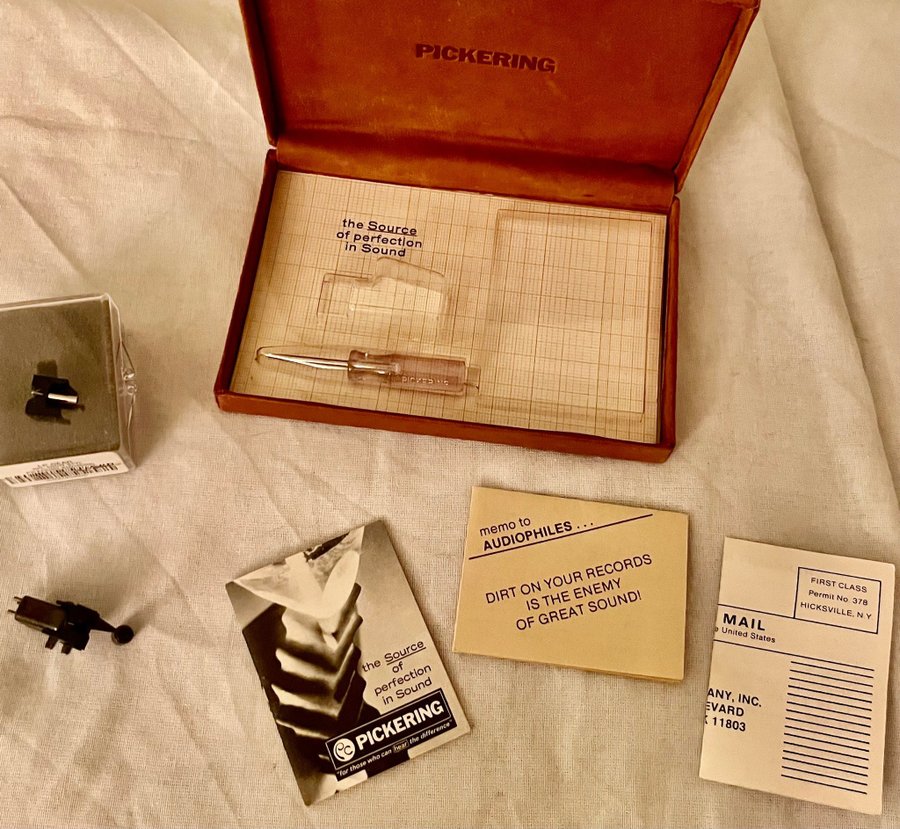 PICKERING
the Source
of perfection
in Sound
PICKERING
memo to
AUDIOPHILES . . .
DIRT ON YOUR RECORDS
IS THE ENEMY
OF GREAT SOUND!
the Source
of
perfection
in Sound
PICKERING
"for those who can hear the difference"
FIRST CLASS
Permit No. 378
HICKSVILLE, N.Y
MAIL
United States
ANY, INC.
EVARD
11803